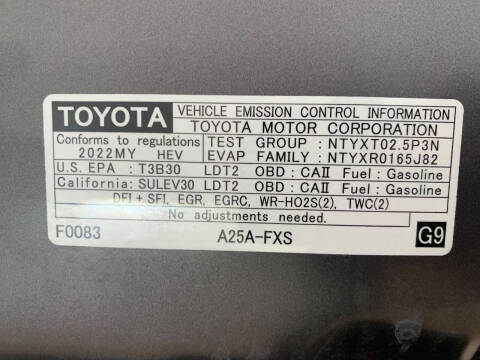 TOYOTA VEHICLE EMISSION CONTROL INFORMATION
TOYOTA MOTOR CORPORATION
Conforms to regulations TEST GROUP : NTYXT02.5P3N
2022MY HEV EVAP FAMILY : NTYXR0165J82
U.S. EPA : T3B30 LDT2 OBD : CAⅡ Fuel : Gasoline
California: SULEV30 LDT2 OBD : CAⅡ Fuel : Gasoline
DFI + SFI, EGR, EGRC, WR-HO2S(2), TWC(2)
No adjustments needed.
F0083 A25A-FXS G9